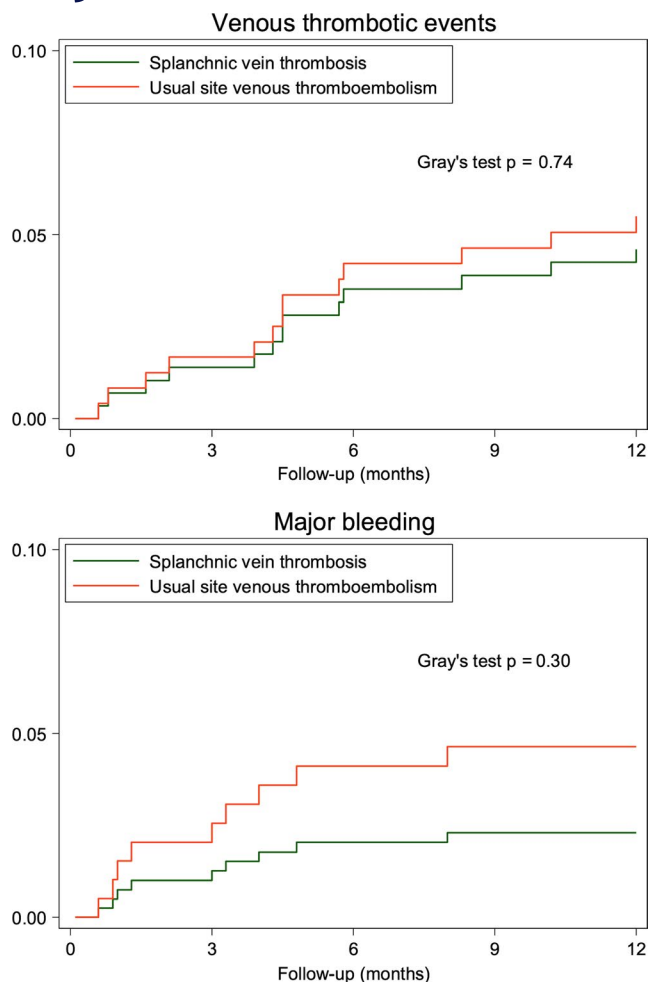 Venous thrombotic events
0.10
Splanchnic vein thrombosis
Usual site venous thromboembolism
Gray's test p = 0.74
0.05
0.00
0 3 6 9 12
Follow-up (months)
Major bleeding
0.10
Splanchnic vein thrombosis
Usual site venous thromboembolism
Gray's test p = 0.30
0.05
0.00
0 3 6 9 12
Follow-up (months)